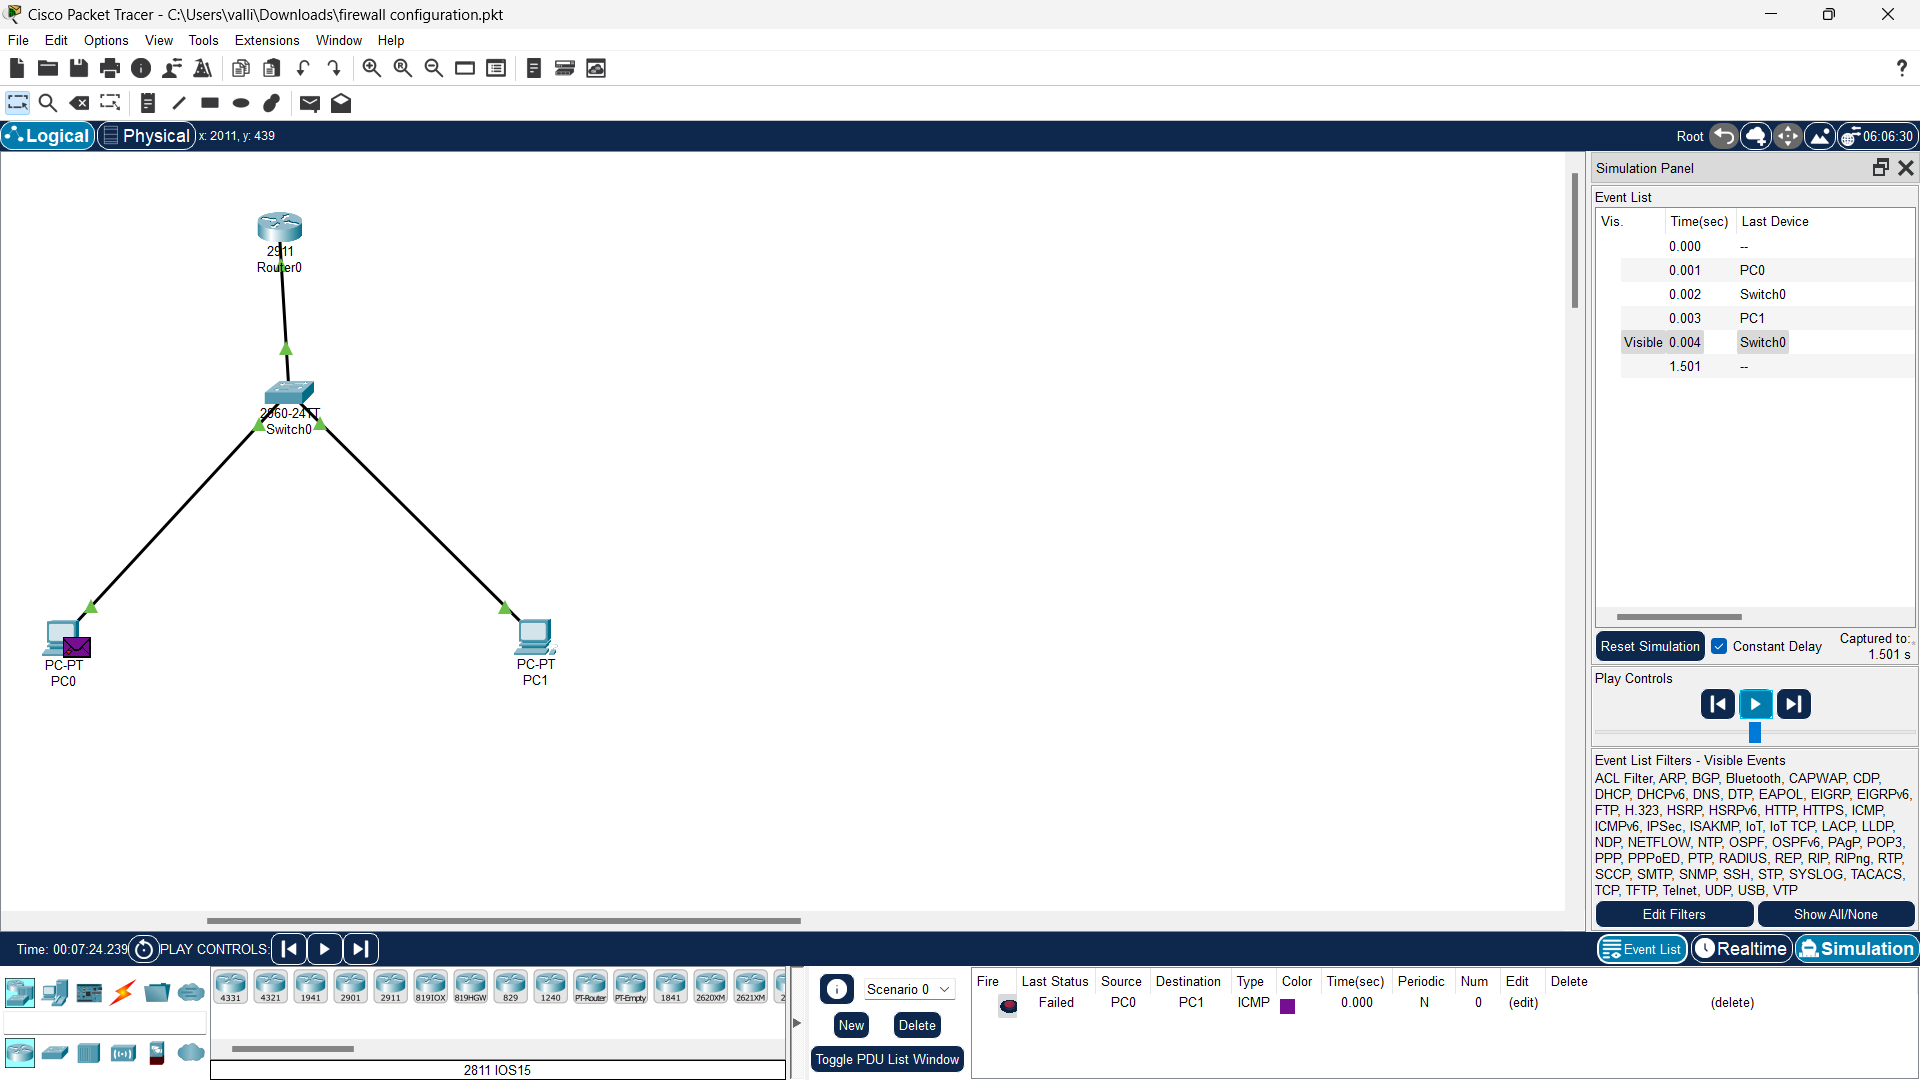 Cisco Packet Tracer - C:\Users\valli\Downloads\firewall configuration.pkt
File Edit Options View Tools Extensions Window Help
Logical Physical x: 2011, y: 439 Root 06:06:30
2911
Router0
2960-24TT
Switch0
PC-PT
PC0
PC-PT
PC1
Simulation Panel
Event List
Vis. Time(sec) Last Device
0.000 --
0.001 PC0
0.002 Switch0
0.003 PC1
Visible 0.004 Switch0
1.501 --
Reset Simulation Constant Delay Captured to:
1.501 s
Play Controls
Event List Filters - Visible Events
ACL Filter, ARP, BGP, Bluetooth, CAPWAP, CDP,
DHCP, DHCPv6, DNS, DTP, EAPOL, EIGRP, EIGRPv6,
FTP, H.323, HSRP, HSRPv6, HTTP, HTTPS, ICMP,
ICMPv6, IPSec, ISAKMP, IoT, IoT TCP, LACP, LLDP,
NDP, NETFLOW, NTP, OSPF, OSPFv6, PAgP, POP3,
PPP, PPPoED, PTP, RADIUS, REP, RIP, RIPng, RTP,
SCCP, SMTP, SNMP, SSH, STP, SYSLOG, TACACS,
TCP, TFTP, Telnet, UDP, USB, VTP
Edit Filters Show All/None
Time: 00:07:24.239 PLAY CONTROLS: Event List Realtime Simulation
4331 4321 1941 2901 2911 819IOX 819HGW 829 1240 PT-Router PT-Empty 1841 2620XM 2621XM 2
2811 IOS15
Scenario 0
New Delete
Toggle PDU List Window
Fire Last Status Source Destination Type Color Time(sec) Periodic Num Edit Delete
Failed PC0 PC1 ICMP 0.000 N 0 (edit) (delete)